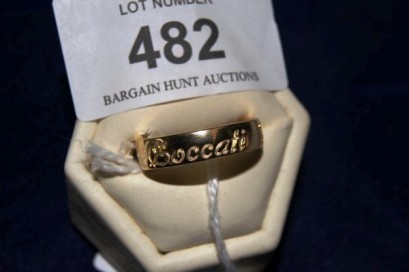 LOT NUMBER
482
BARGAIN HUNT AUCTIONS
Boccati